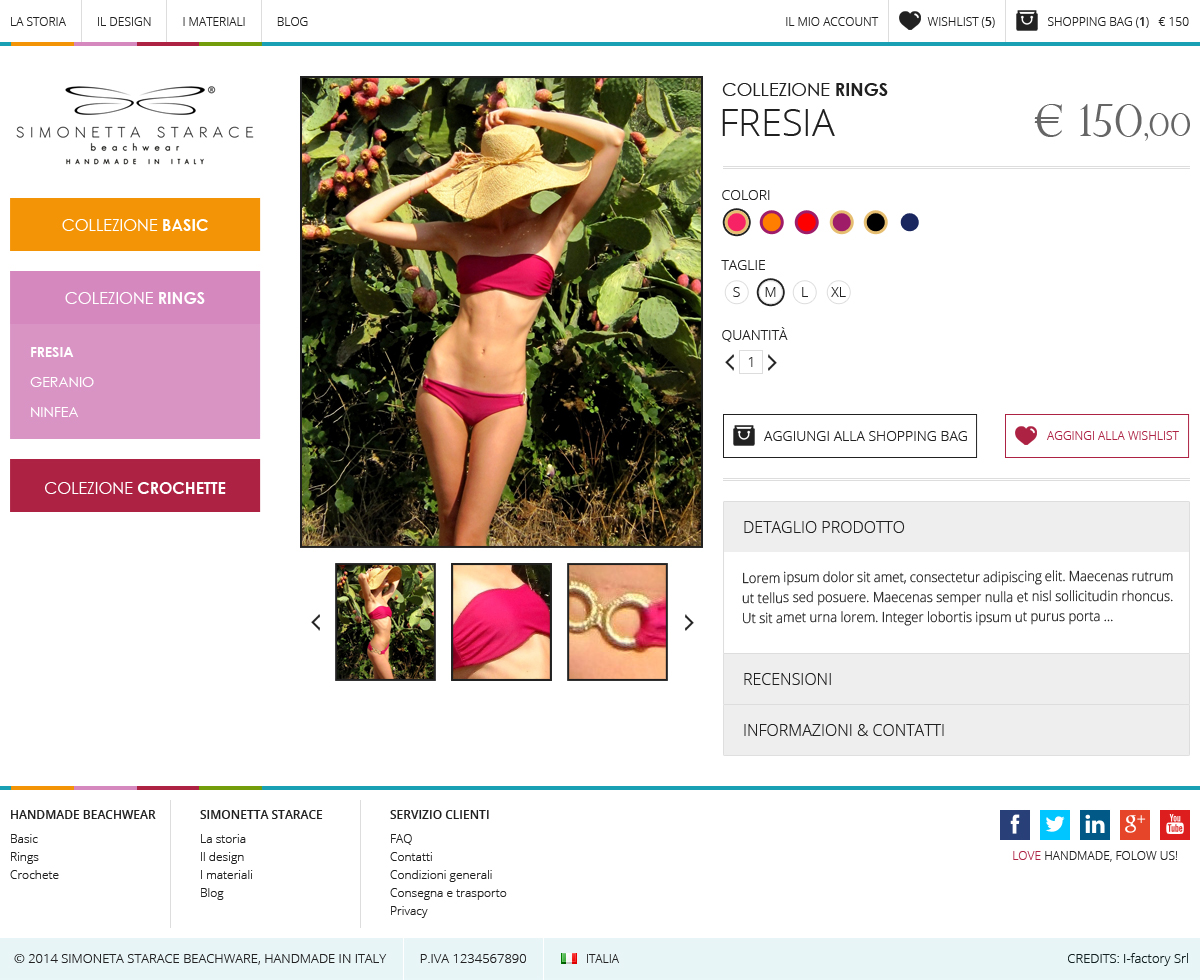 LA STORIA
IL DESIGN
I MATERIALI
BLOG
IL MIO ACCOUNT
WISHLIST (5)
SHOPPING BAG (1) € 150
®
SIMONETTA STARACE
beachwear
HANDMADE IN ITALY
COLLEZIONE BASIC
COLEZIONE RINGS
FRESIA
GERANIO
NINFEA
COLEZIONE CROCHETTE
COLLEZIONE RINGS
FRESIA
€ 150,00
COLORI
TAGLIE
S M L XL
QUANTITÀ
1
AGGIUNGI ALLA SHOPPING BAG
AGGINGI ALLA WISHLIST
DETAGLIO PRODOTTO
Lorem ipsum dolor sit amet, consectetur adipiscing elit. Maecenas rutrum
ut tellus sed posuere. Maecenas semper nulla et nisl sollicitudin rhoncus.
Ut sit amet urna lorem. Integer lobortis ipsum ut purus porta ...
RECENSIONI
INFORMAZIONI & CONTATTI
HANDMADE BEACHWEAR
Basic
Rings
Crochete
SIMONETTA STARACE
La storia
Il design
I materiali
Blog
SERVIZIO CLIENTI
FAQ
Contatti
Condizioni generali
Consegna e trasporto
Privacy
f
in
g+
You
Tube
LOVE HANDMADE, FOLOW US!
© 2014 SIMONETA STARACE BEACHWARE, HANDMADE IN ITALY
P.IVA 1234567890
ITALIA
CREDITS: I-factory Srl